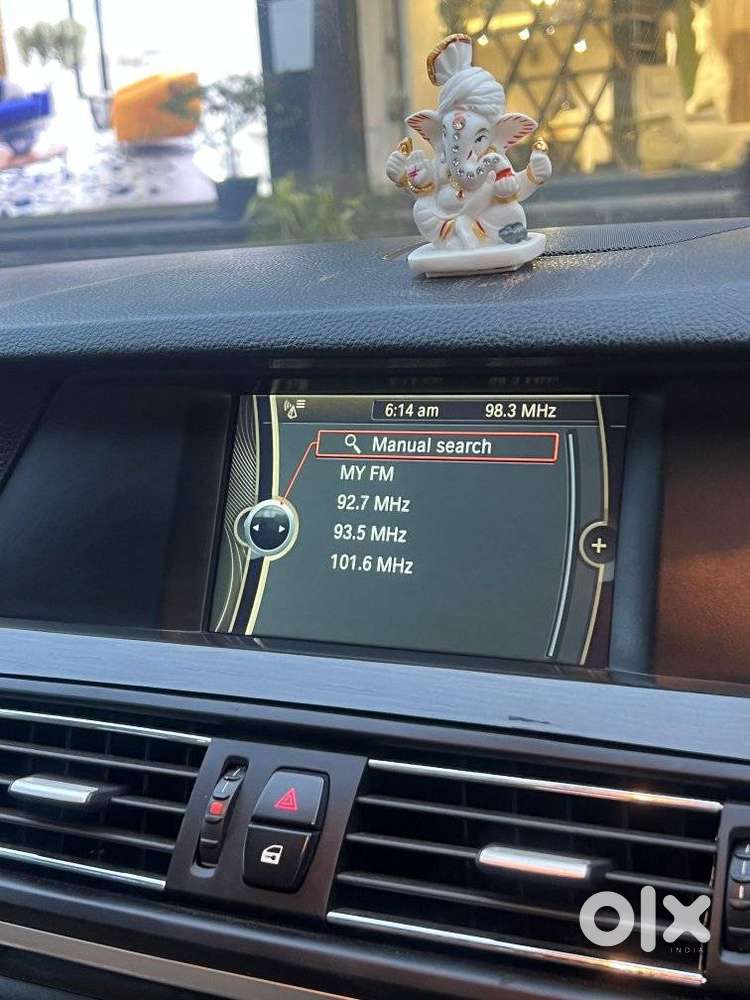 6:14 am 98.3 MHz
Manual search
MY FM
92.7 MHz
93.5 MHz
101.6 MHz
olx
INDIA